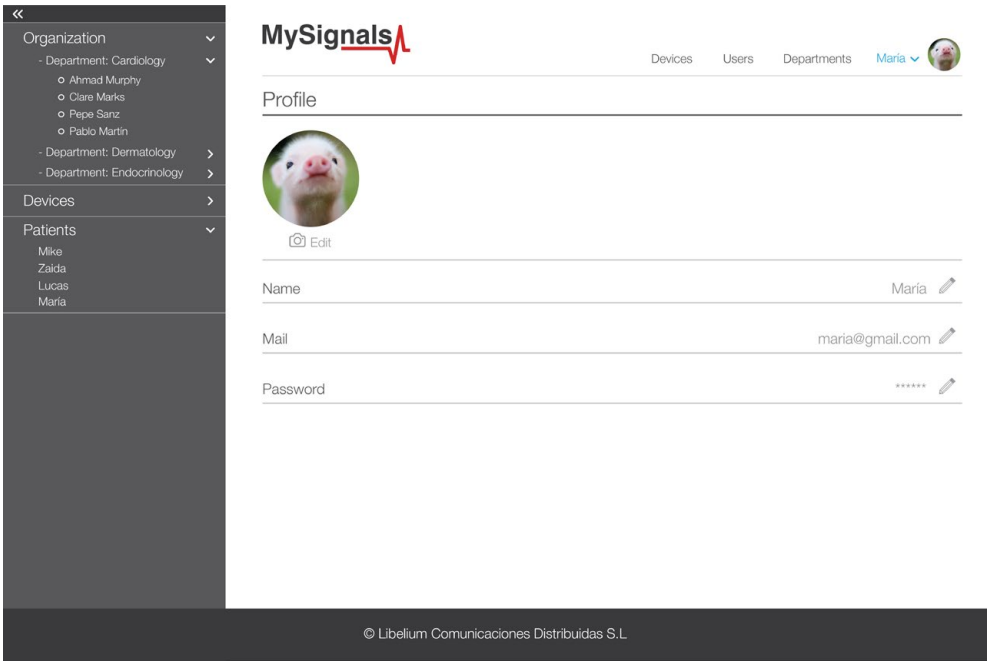 Organization
- Department: Cardiology
Ahmad Murphy
Clare Marks
Pepe Sanz
Pablo Martín
- Department: Dermatology
- Department: Endocrinology
Devices
Patients
Mike
Zaida
Lucas
María
MySignals
Devices Users Departments María
Profile
Edit
Name María
Mail maria@gmail.com
Password ******
© Libelium Comunicaciones Distribuidas S.L